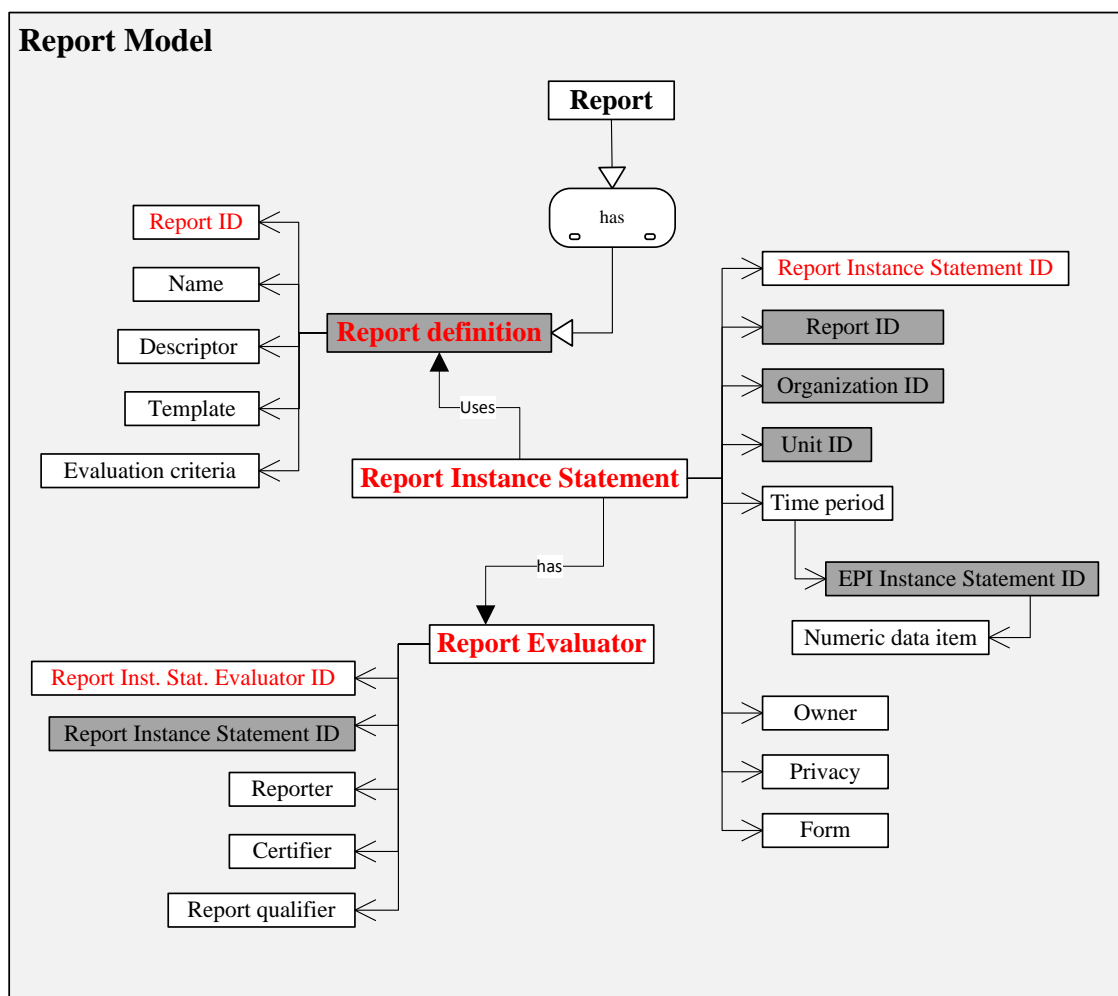 Report Model
Report
has
Report ID
Name
Descriptor
Template
Evaluation criteria
Report definition
Uses
Report Instance Statement
has
Report Evaluator
Report Inst. Stat. Evaluator ID
Report Instance Statement ID
Reporter
Certifier
Report qualifier
Report Instance Statement ID
Report ID
Organization ID
Unit ID
Time period
EPI Instance Statement ID
Numeric data item
Owner
Privacy
Form